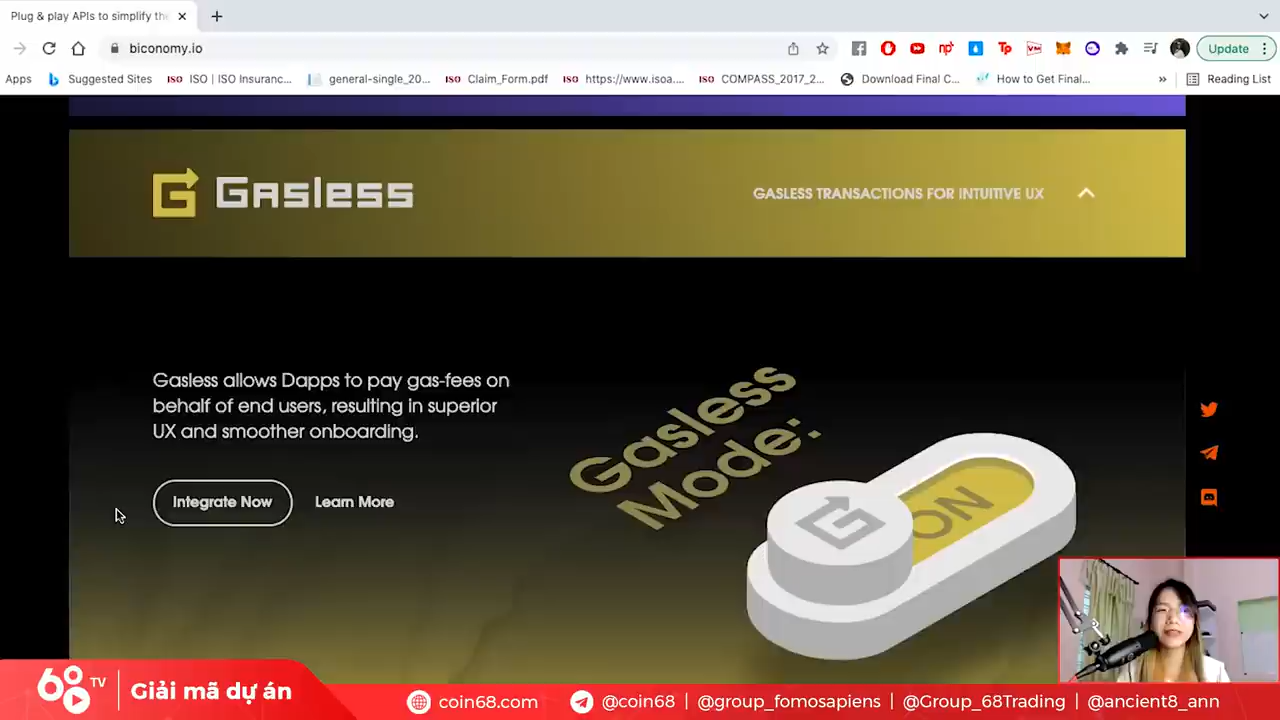 Plug & play APIs to simplify the
biconomy.io
Update
Apps
Suggested Sites
ISO | ISO Insuranc...
general-single_20...
Claim_Form.pdf
https://www.isoa....
COMPASS_2017_2...
Download Final C...
How to Get Final...
Reading List
Gasless
GASLESS TRANSACTIONS FOR INTUITIVE UX
Gasless allows Dapps to pay gas-fees on
behalf of end users, resulting in superior
UX and smoother onboarding.
Integrate Now
Learn More
Gasless
Mode:
ON
68 TV
Giải mã dự án
coin68.com
@coin68 | @group_fomosapiens | @Group_68Trading | @ancient8_ann